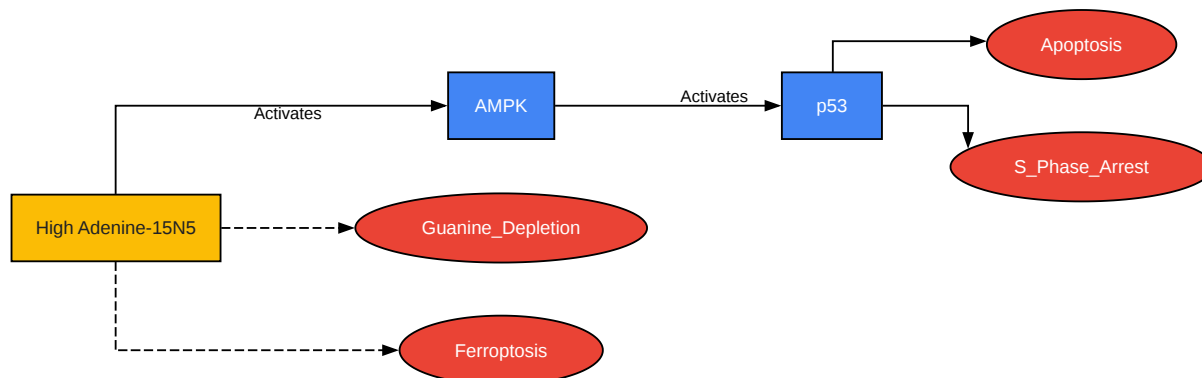 Apoptosis
AMPK
Activates
p53
Activates
S_Phase_Arrest
High Adenine-15N5
Guanine_Depletion
Ferroptosis